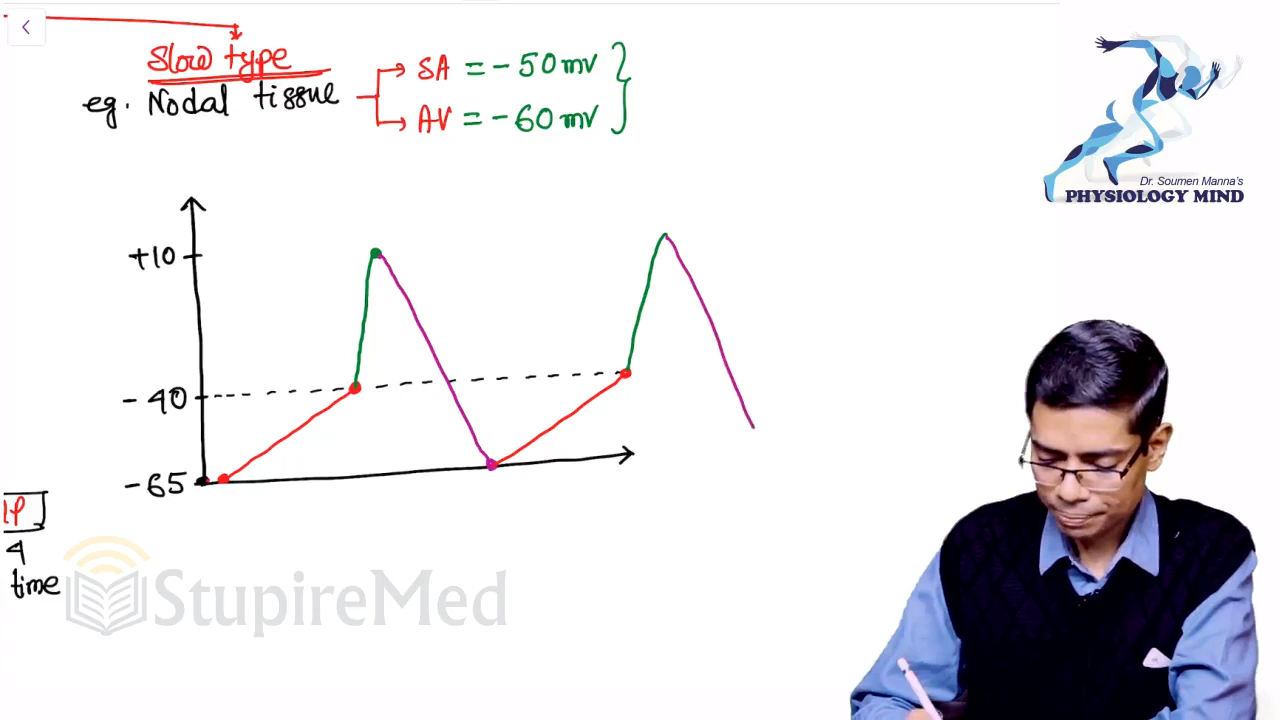 Slow type
eg. Nodal tissue
SA = -50mv
AV = -60mv
Dr. Soumen Manna's
PHYSIOLOGY MIND
+10
-40
-65
4
time
StupireMed